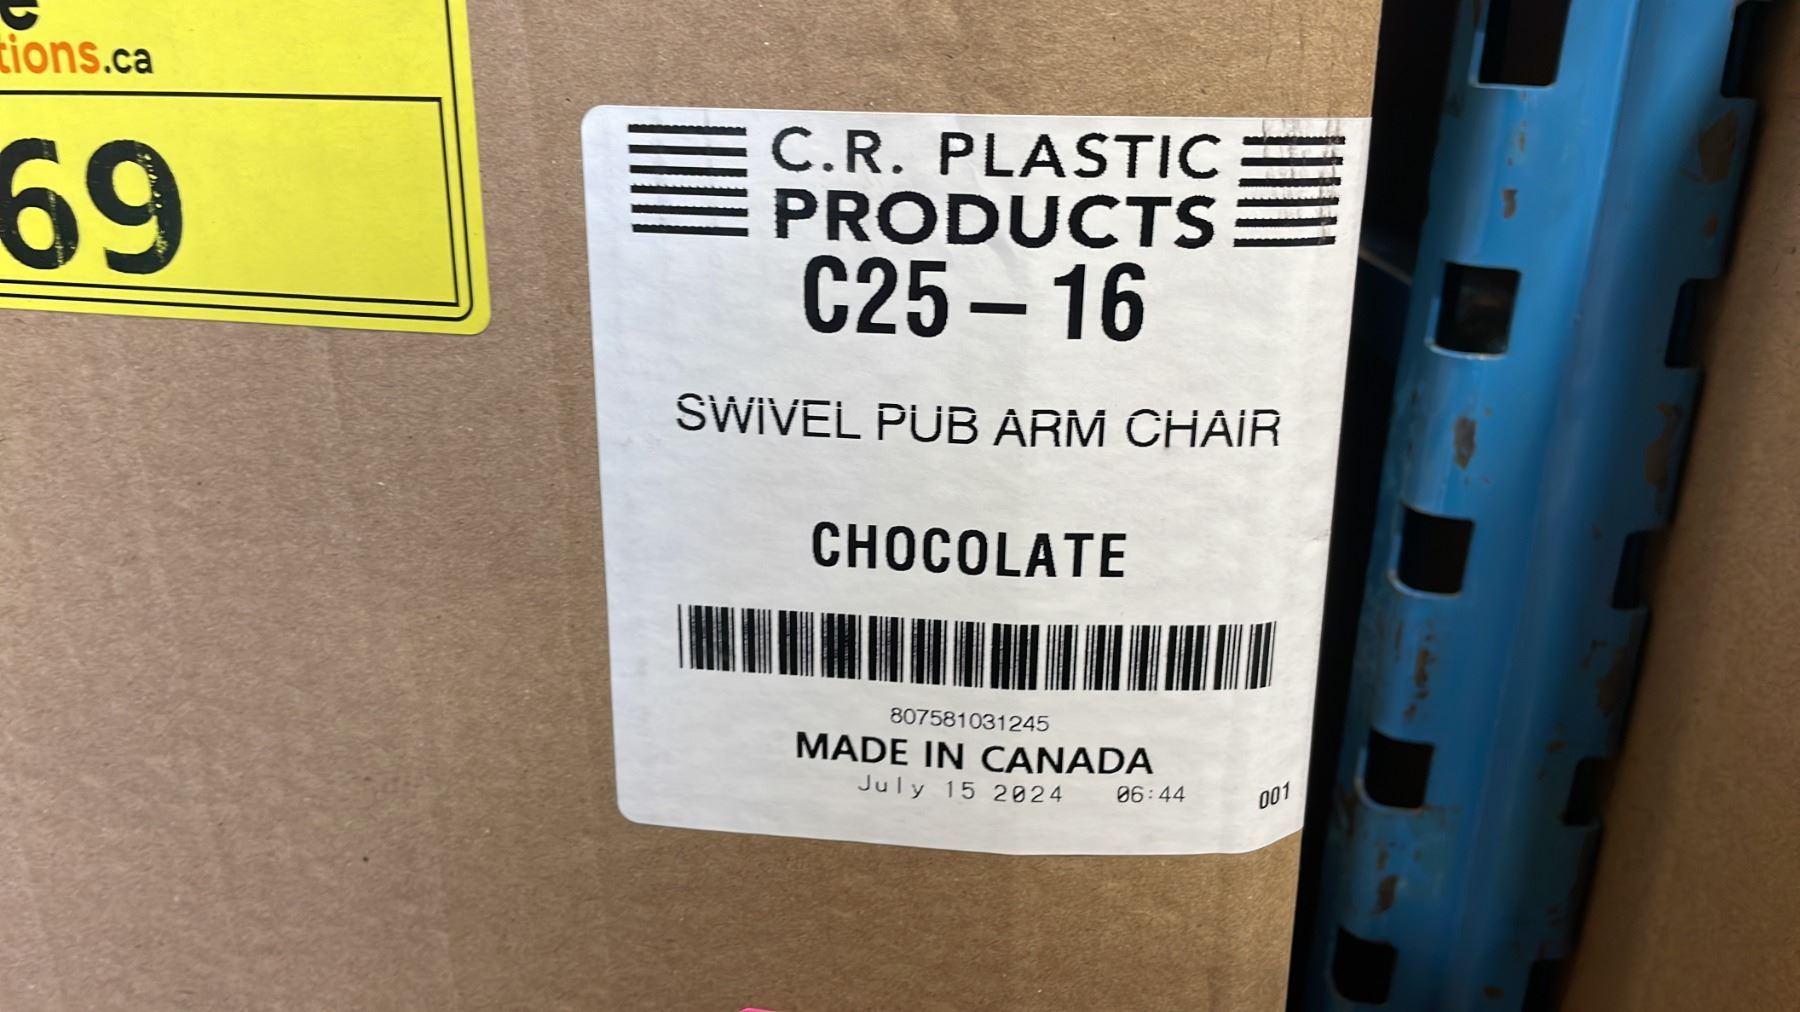 tions.ca
69
C.R. PLASTIC
PRODUCTS
C25 - 16
SWIVEL PUB ARM CHAIR
CHOCOLATE
807581031245
MADE IN CANADA
July 15 2024 06:44
001